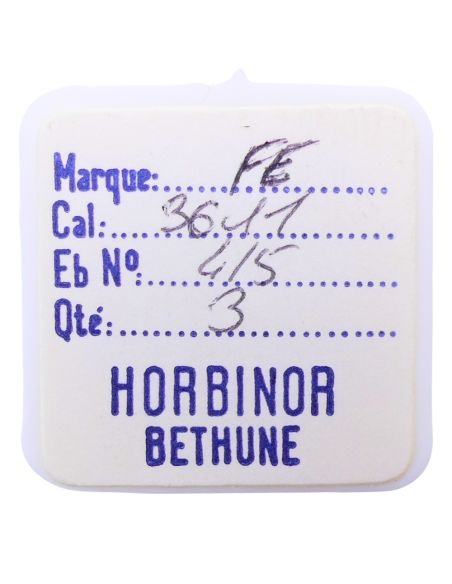 Marque: FE
Cal: 3611
Eb Nº: 415
Qté: 3
HORBINOR
BETHUNE